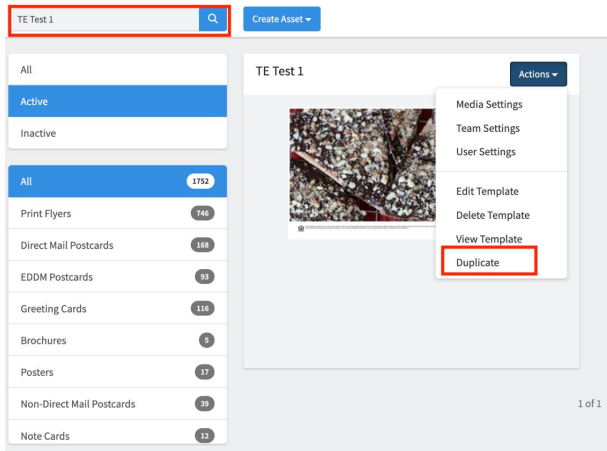 TE Test 1
Create Asset
All
Active
Inactive
All 1752
Print Flyers 746
Direct Mail Postcards 168
EDDM Postcards 93
Greeting Cards 116
Brochures 5
Posters 17
Non-Direct Mail Postcards 39
Note Cards 12
TE Test 1
Actions
Media Settings
Team Settings
User Settings
Edit Template
Delete Template
View Template
Duplicate
1 of 1